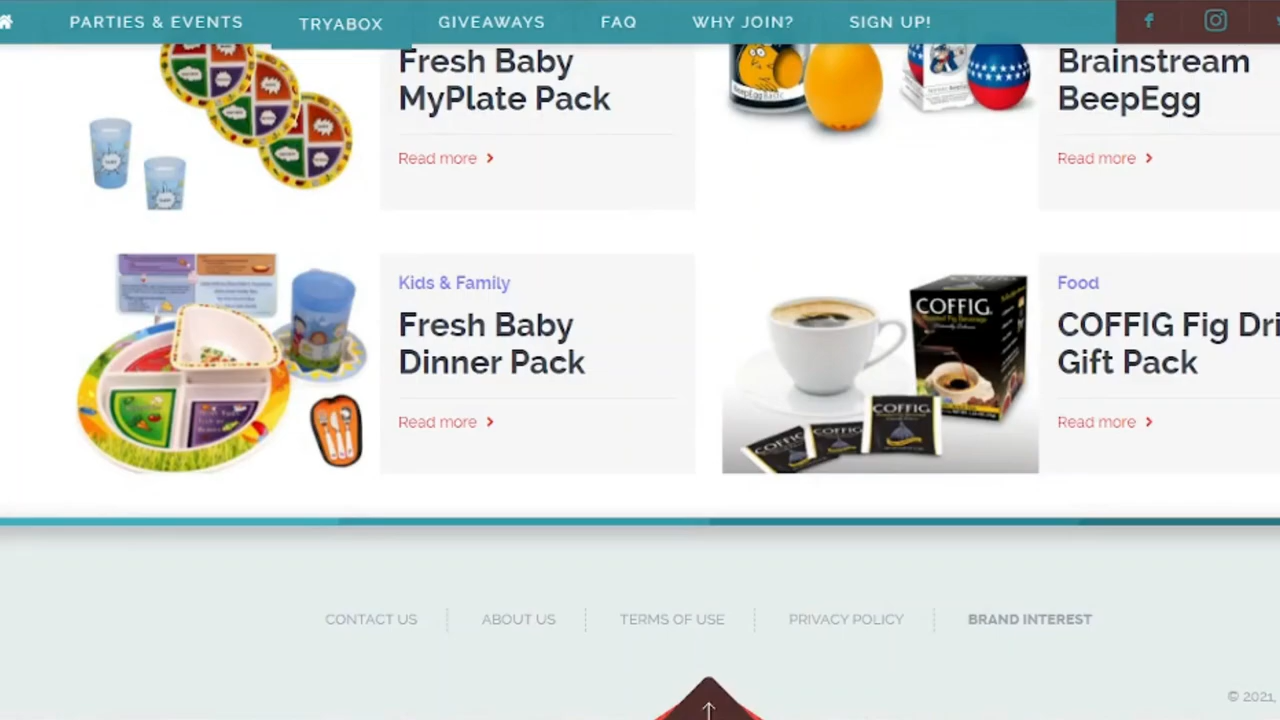 PARTIES & EVENTS TRYABOX GIVEAWAYS FAQ WHY JOIN? SIGN UP!
Fresh Baby
MyPlate Pack
Read more
Brainstream
BeepEgg
Read more
Kids & Family
Fresh Baby
Dinner Pack
Read more
COFFIG
COFFIG
COFFIG
COFFIG
Food
COFFIG Fig Dri
Gift Pack
Read more
CONTACT US ABOUT US TERMS OF USE PRIVACY POLICY BRAND INTEREST
© 2021,